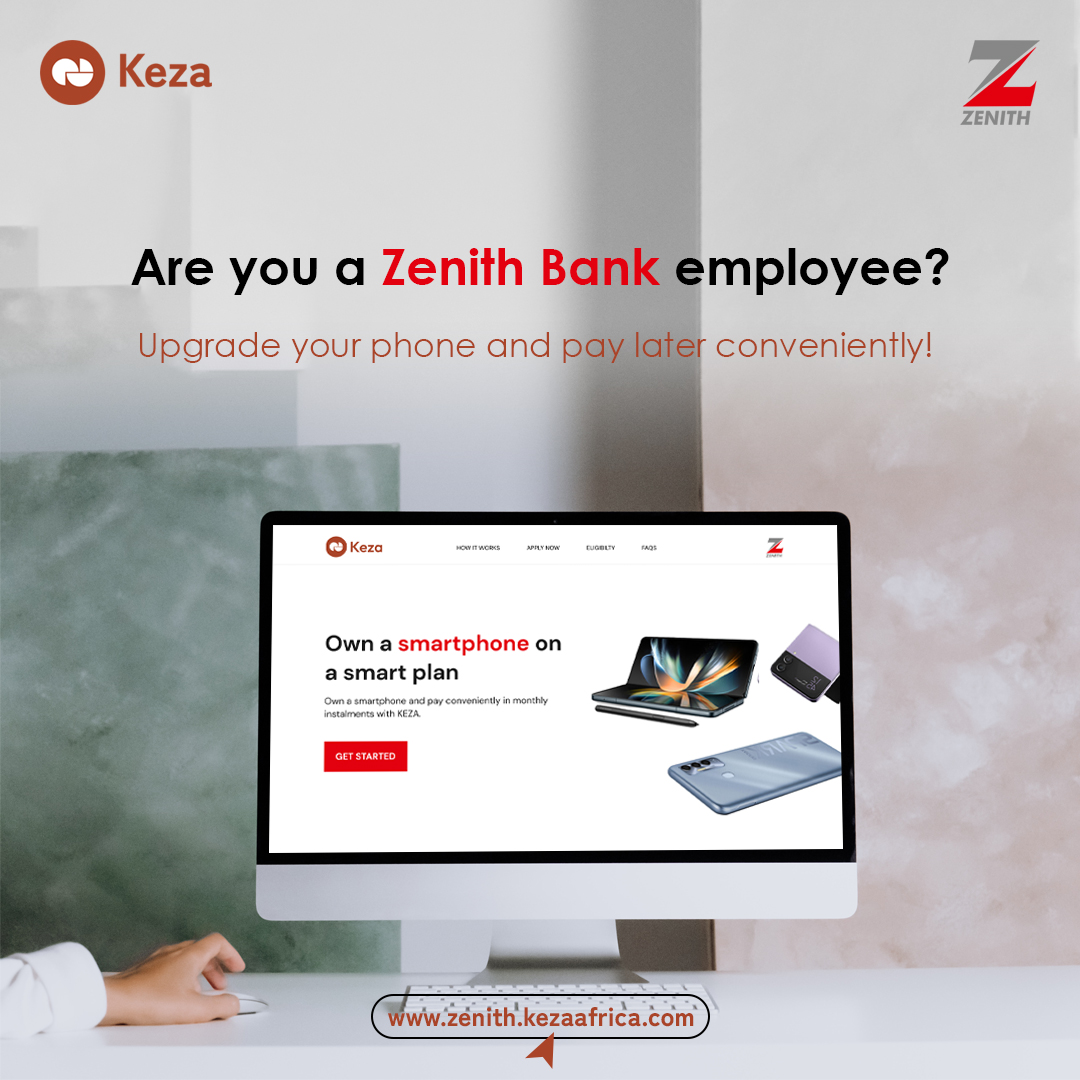 Keza
ZENITH
Are you a Zenith Bank employee?
Upgrade your phone and pay later conveniently!
Keza
HOW IT WORKS
APPLY NOW
ELIGIBILTY
FAQS
Own a smartphone on
a smart plan
Own a smartphone and pay conveniently in monthly
instalments with KEZA.
GET STARTED
www.zenith.kezaafrica.com